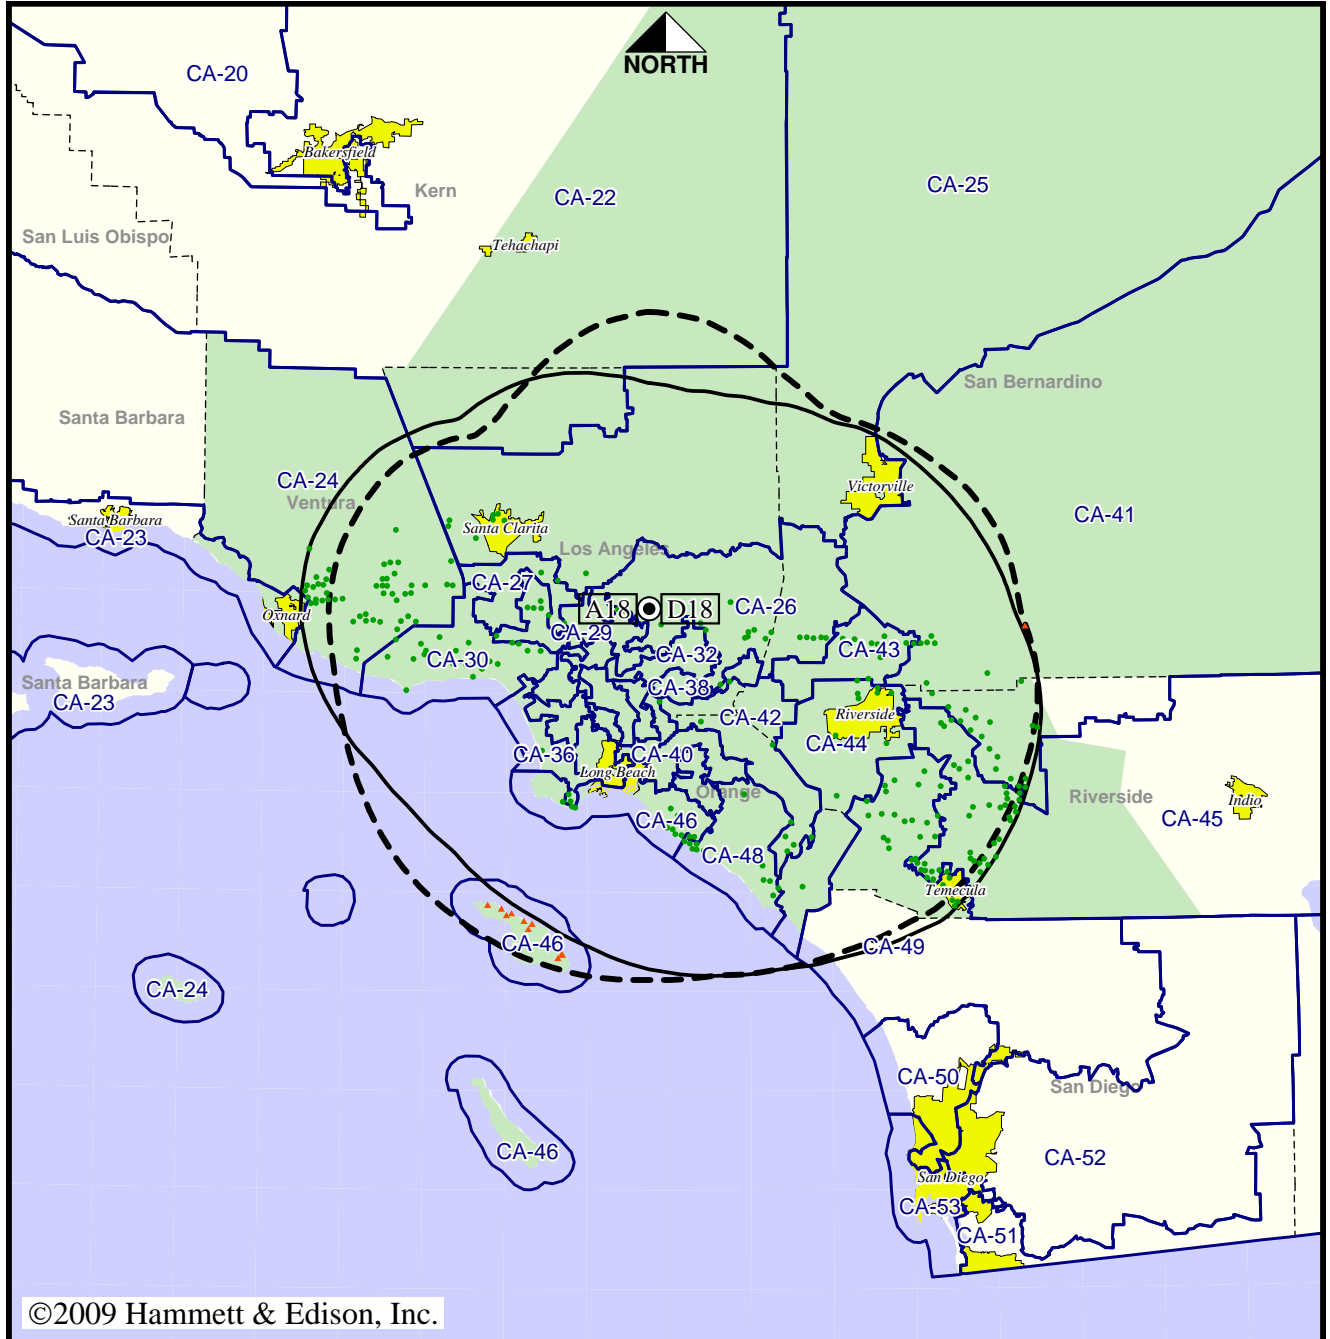 NORTH
CA-20
Bakersfield
Kern
CA-22
CA-25
San Luis Obispo
Tehachapi
San Bernardino
Santa Barbara
CA-24
Ventura
Victorville
CA-41
Santa Barbara
CA-23
Santa Clarita
Los Angeles
CA-27
Oxnard
A18 D18
CA-26
CA-29
CA-30
CA-32
CA-43
Santa Barbara
CA-23
CA-38
CA-42
Riverside
CA-44
CA-36
CA-40
Long Beach
Orange
Riverside
Indio
CA-45
CA-46
CA-48
Temecula
CA-46
CA-49
CA-24
CA-50
San Diego
CA-46
CA-52
San Diego
CA-53
CA-51
©2009 Hammett & Edison, Inc.